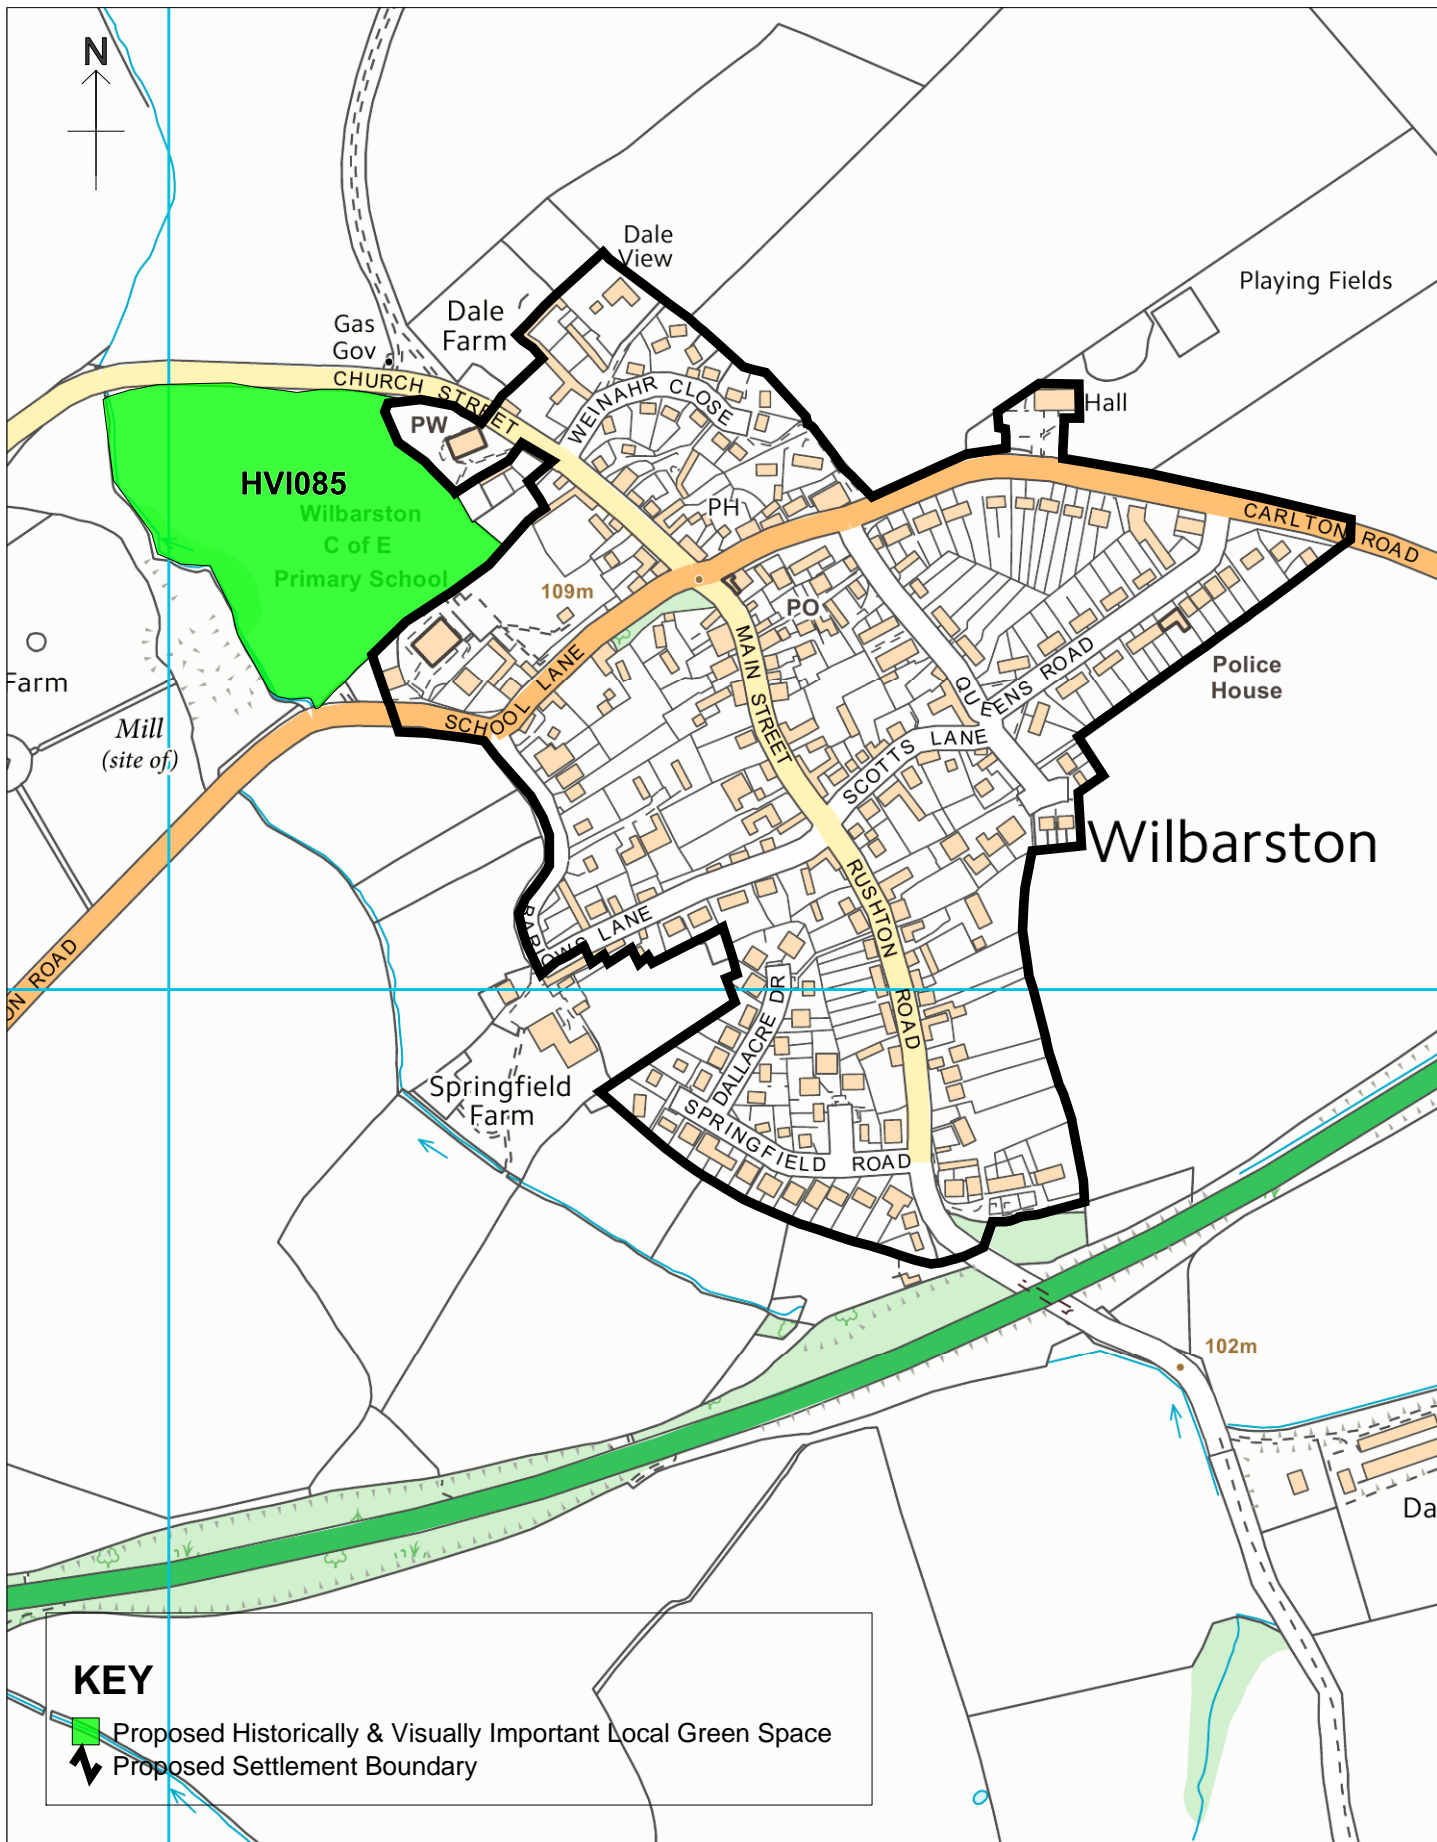 N
Dale
View
Playing Fields
Dale
Farm
Gas
Gov
CHURCH STREET
WEINAHR CLOSE
Hall
PW
HVI085
PH
Wilbarston
C of E
Primary School
CARLTON ROAD
109m
PO
MAIN STREET
QUEENS ROAD
Police
House
Farm
SCHOOL LANE
Mill
(site of)
SCOTTS LANE
Wilbarston
RUSHTON ROAD
BARLOWS LANE
ON ROAD
DALLACRE DR
Springfield
Farm
SPRINGFIELD ROAD
102m
Da
KEY
Proposed Historically & Visually Important Local Green Space
Proposed Settlement Boundary